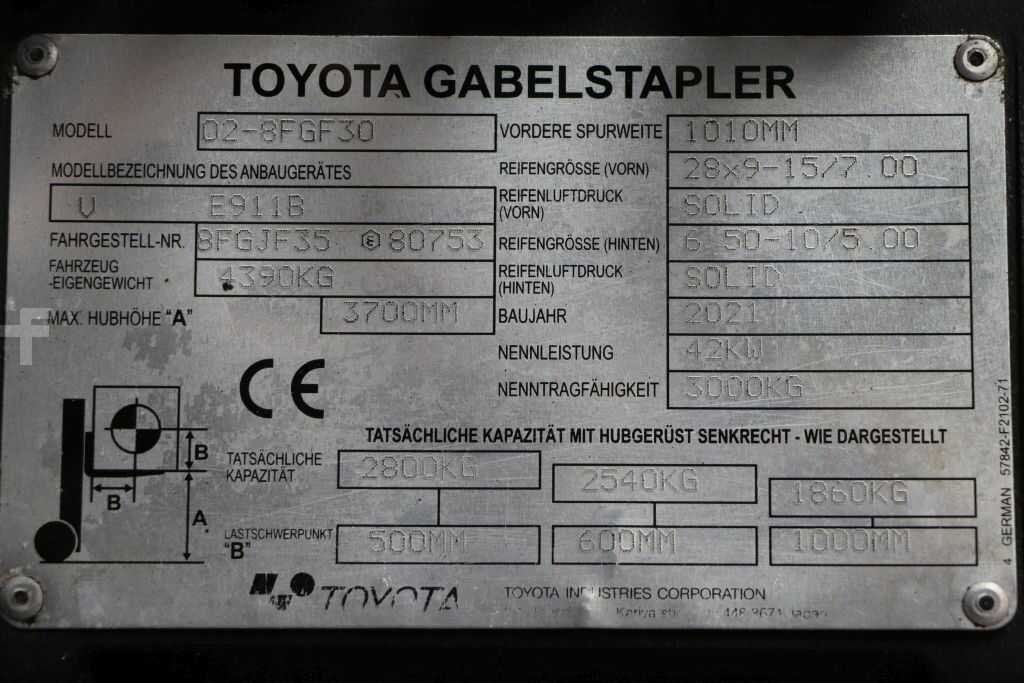 TOYOTA GABELSTAPLER
MODELL 02-8FGF30 VORDERE SPURWEITE 1010MM
MODELLBEZEICHNUNG DES ANBAUGERÄTES REIFENGRÖSSE (VORN) 28x9-15/7.00
V E911B REIFENLUFTDRUCK (VORN) SOLID
FAHRGESTELL-NR. 8FGJF35 E 80753 REIFENGRÖSSE (HINTEN) 6.50-10/5.00
FAHRZEUG -EIGENGEWICHT 4390KG REIFENLUFTDRUCK (HINTEN) SOLID
MAX. HUBHÖHE "A" 3700MM BAUJAHR 2021
NENNLEISTUNG 42KW
CE NENNTRAGFÄHIGKEIT 3000KG
TATSÄCHLICHE KAPAZITÄT MIT HUBGERÜST SENKRECHT - WIE DARGESTELLT
B B A
TATSÄCHLICHE KAPAZITÄT 2800KG 2540KG 1860KG
LASTSCHWERPUNKT "B" 500MM 600MM 1000MM
TOYOTA TOYOTA INDUSTRIES CORPORATION
448-8671 Japan
4 GERMAN 57842-F2102-71